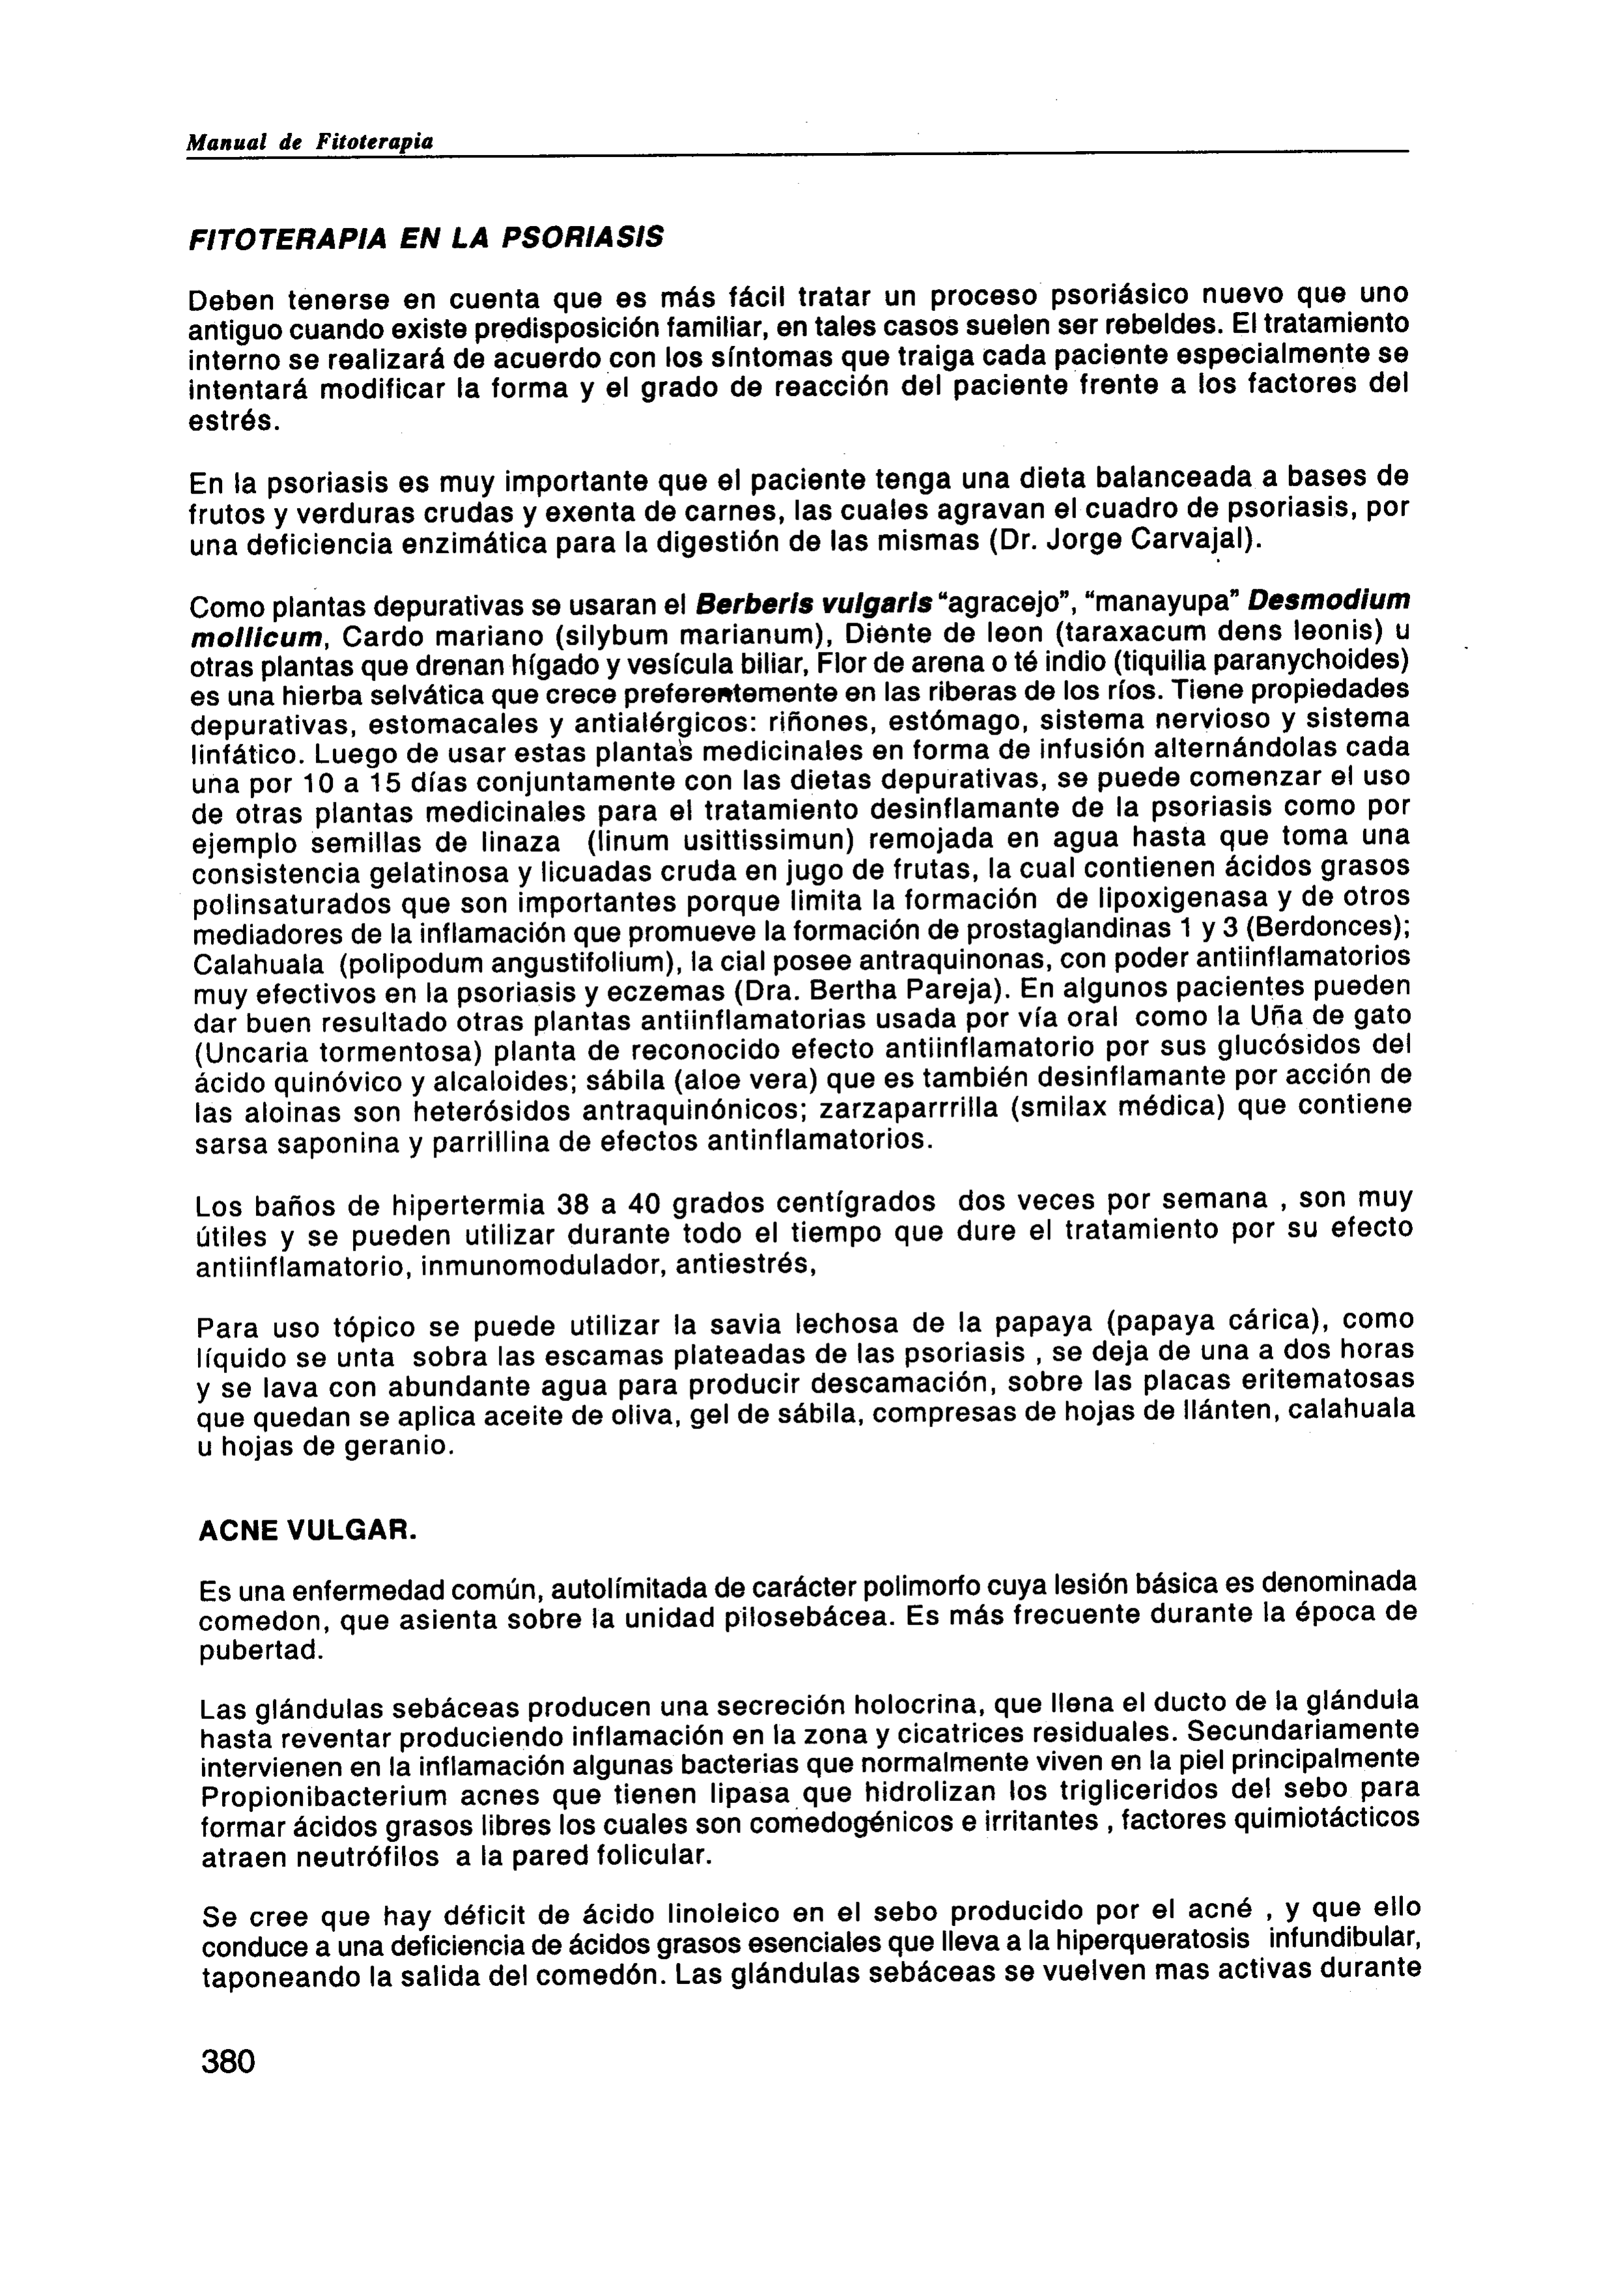 Manual de Fitoterapia
FITOTERAPIA EN LA PSORIASIS
Deben tenerse en cuenta que es más fácil tratar un proceso psoriásico nuevo que uno
antiguo cuando existe predisposición familiar, en tales casos suelen ser rebeldes. El tratamiento
interno se realizará de acuerdo con los síntomas que traiga cada paciente especialmente se
intentará modificar la forma y el grado de reacción del paciente frente a los factores del
estrés.
En la psoriasis es muy importante que el paciente tenga una dieta balanceada a bases de
frutos y verduras crudas y exenta de carnes, las cuales agravan el cuadro de psoriasis, por
una deficiencia enzimática para la digestión de las mismas (Dr. Jorge Carvajal).
Como plantas depurativas se usaran el Berberis vulgaris “agracejo”, “manayupa” Desmodium
mollicum, Cardo mariano (silybum marianum), Diente de leon (taraxacum dens leonis) u
otras plantas que drenan hígado y vesícula biliar, Flor de arena o té indio (tiquilia paranychoides)
es una hierba selvática que crece preferentemente en las riberas de los ríos. Tiene propiedades
depurativas, estomacales y antialérgicos: riñones, estómago, sistema nervioso y sistema
linfático. Luego de usar estas plantas medicinales en forma de infusión alternándolas cada
una por 10 a 15 días conjuntamente con las dietas depurativas, se puede comenzar el uso
de otras plantas medicinales para el tratamiento desinflamante de la psoriasis como por
ejemplo semillas de linaza (linum usittissimun) remojada en agua hasta que toma una
consistencia gelatinosa y licuadas cruda en jugo de frutas, la cual contienen ácidos grasos
polinsaturados que son importantes porque limita la formación de lipoxigenasa y de otros
mediadores de la inflamación que promueve la formación de prostaglandinas 1 y 3 (Berdonces);
Calahuala (polipodum angustifolium), la cial posee antraquinonas, con poder antiinflamatorios
muy efectivos en la psoriasis y eczemas (Dra. Bertha Pareja). En algunos pacientes pueden
dar buen resultado otras plantas antiinflamatorias usada por vía oral como la Uña de gato
(Uncaria tormentosa) planta de reconocido efecto antiinflamatorio por sus glucósidos del
ácido quinóvico y alcaloides; sábila (aloe vera) que es también desinflamante por acción de
las aloinas son heterósidos antraquinónicos; zarzaparrrilla (smilax médica) que contiene
sarsa saponina y parrillina de efectos antinflamatorios.
Los baños de hipertermia 38 a 40 grados centígrados dos veces por semana , son muy
útiles y se pueden utilizar durante todo el tiempo que dure el tratamiento por su efecto
antiinflamatorio, inmunomodulador, antiestrés,
Para uso tópico se puede utilizar la savia lechosa de la papaya (papaya cárica), como
líquido se unta sobra las escamas plateadas de las psoriasis , se deja de una a dos horas
y se lava con abundante agua para producir descamación, sobre las placas eritematosas
que quedan se aplica aceite de oliva, gel de sábila, compresas de hojas de llánten, calahuala
u hojas de geranio.
ACNE VULGAR.
Es una enfermedad común, autolímitada de carácter polimorfo cuya lesión básica es denominada
comedon, que asienta sobre la unidad pilosebácea. Es más frecuente durante la época de
pubertad.
Las glándulas sebáceas producen una secreción holocrina, que llena el ducto de la glándula
hasta reventar produciendo inflamación en la zona y cicatrices residuales. Secundariamente
intervienen en la inflamación algunas bacterias que normalmente viven en la piel principalmente
Propionibacterium acnes que tienen lipasa que hidrolizan los trigliceridos del sebo para
formar ácidos grasos libres los cuales son comedogénicos e irritantes , factores quimiotácticos
atraen neutrófilos a la pared folicular.
Se cree que hay déficit de ácido linoleico en el sebo producido por el acné , y que ello
conduce a una deficiencia de ácidos grasos esenciales que lleva a la hiperqueratosis infundibular,
taponeando la salida del comedón. Las glándulas sebáceas se vuelven mas activas durante
380